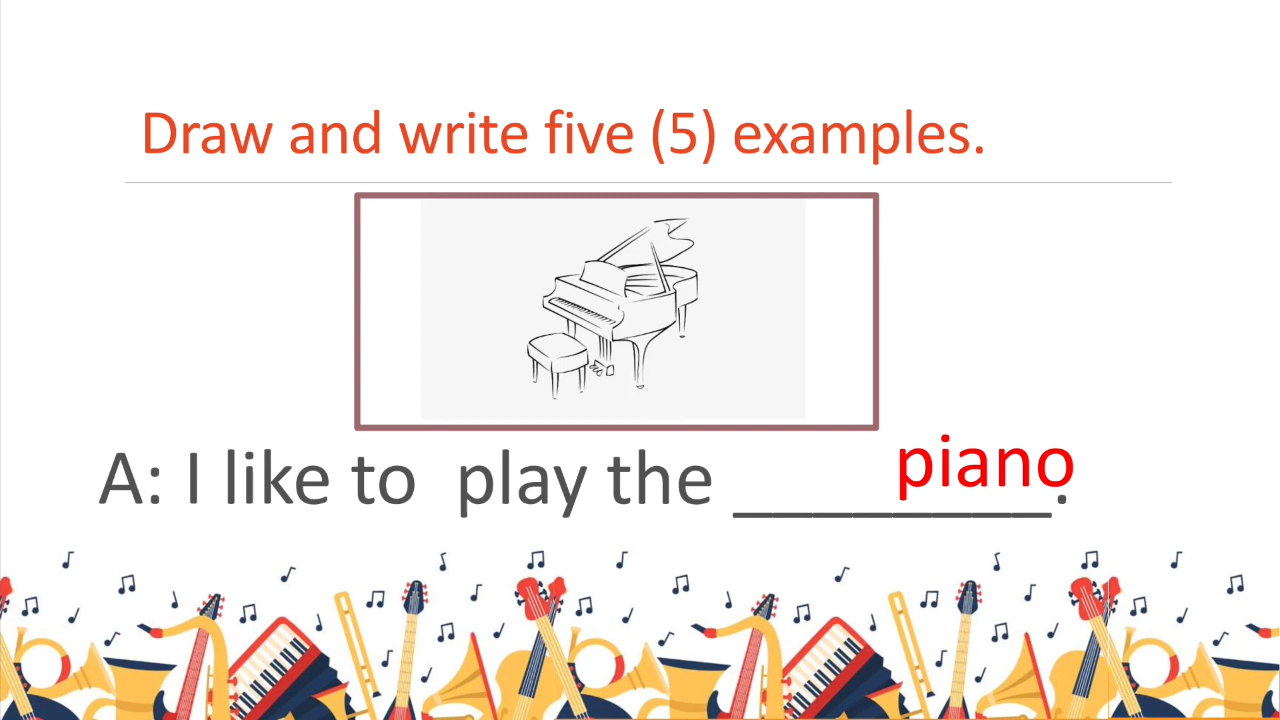 Draw and write five (5) examples.
A: I like to play the ________. piano